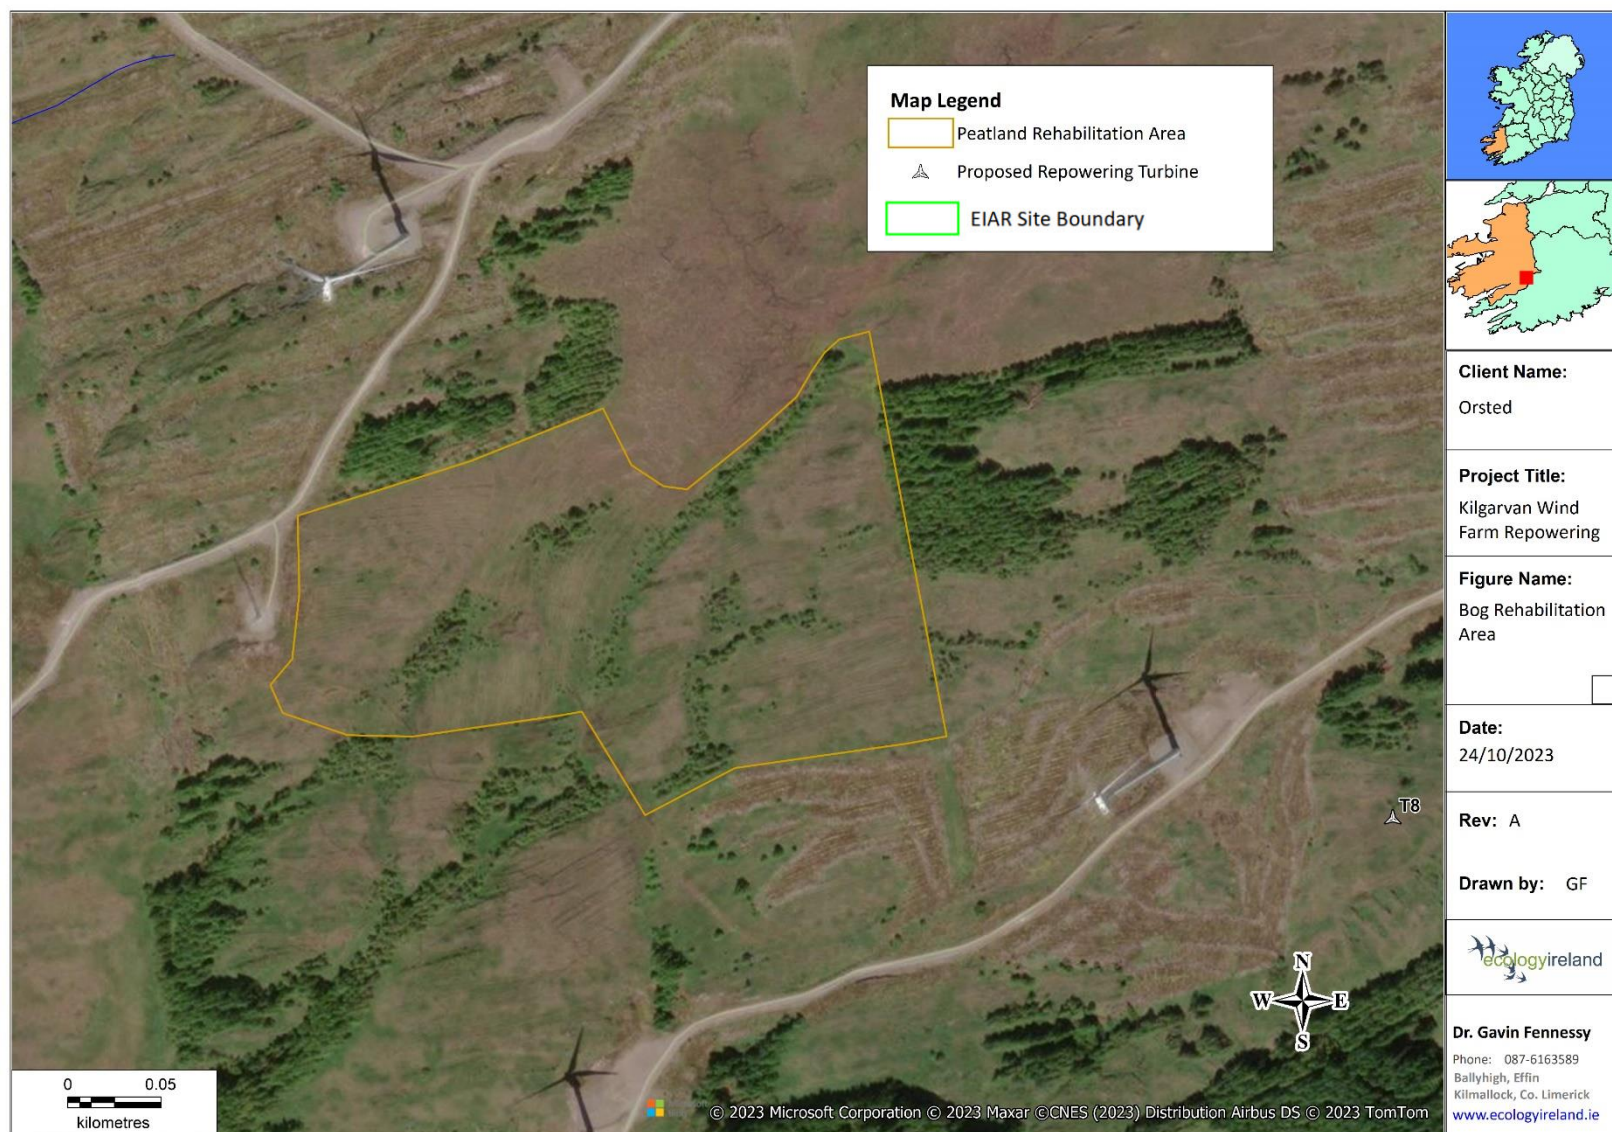 Map Legend
Peatland Rehabilitation Area
Proposed Repowering Turbine
EIAR Site Boundary
T8
N
W E
S
0 0.05
kilometres
© 2023 Microsoft Corporation © 2023 Maxar ©CNES (2023) Distribution Airbus DS © 2023 TomTom
Client Name:
Orsted
Project Title:
Kilgarvan Wind
Farm Repowering
Figure Name:
Bog Rehabilitation
Area
Date:
24/10/2023
Rev: A
Drawn by: GF
ecologyireland
Dr. Gavin Fennessy
Phone: 087-6163589
Ballyhigh, Effin
Kilmallock, Co. Limerick
www.ecologyireland.ie